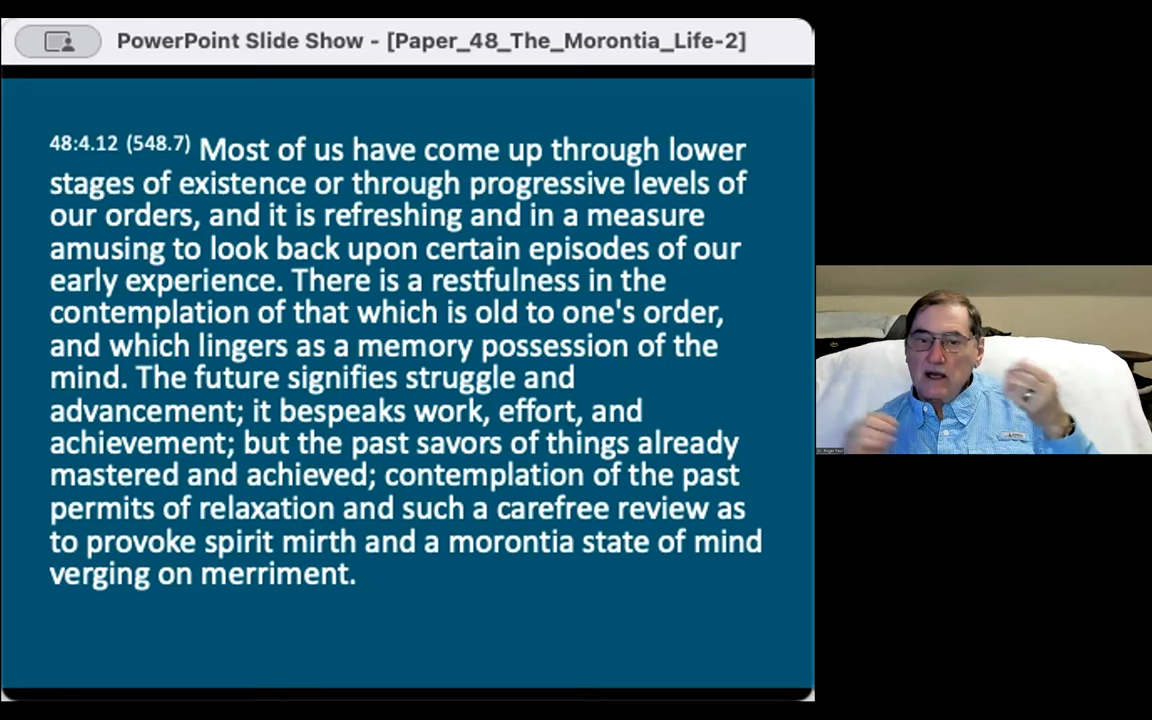 PowerPoint Slide Show - [Paper_48_The_Morontia_Life-2]
48:4.12 (548.7) Most of us have come up through lower
stages of existence or through progressive levels of
our orders, and it is refreshing and in a measure
amusing to look back upon certain episodes of our
early experience. There is a restfulness in the
contemplation of that which is old to one's order,
and which lingers as a memory possession of the
mind. The future signifies struggle and
advancement; it bespeaks work, effort, and
achievement; but the past savors of things already
mastered and achieved; contemplation of the past
permits of relaxation and such a carefree review as
to provoke spirit mirth and a morontia state of mind
verging on merriment.